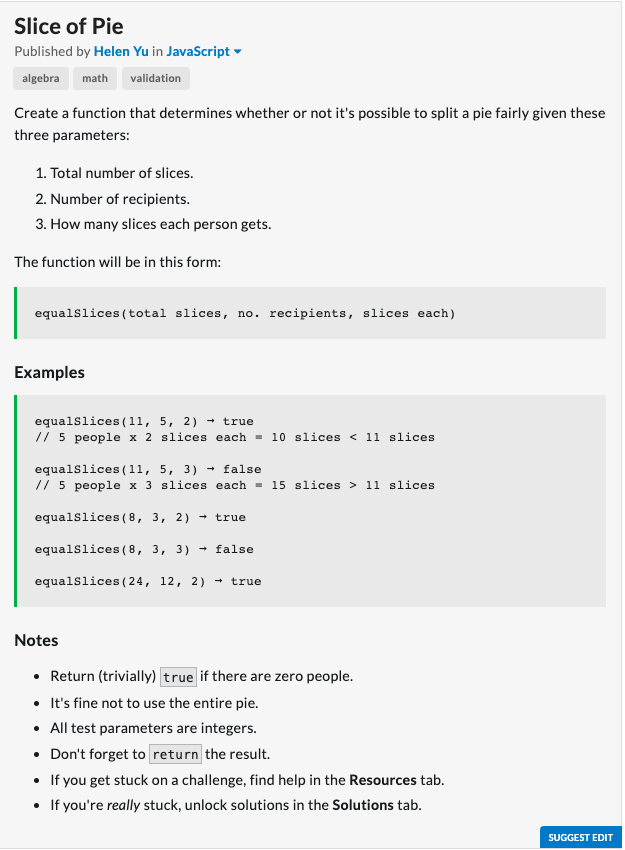 Slice of Pie
Published by Helen Yu in JavaScript
algebra math validation
Create a function that determines whether or not it's possible to split a pie fairly given these
three parameters:
1. Total number of slices.
2. Number of recipients.
3. How many slices each person gets.
The function will be in this form:
equalSlices(total slices, no. recipients, slices each)
Examples
equalSlices(11, 5, 2) → true
// 5 people x 2 slices each = 10 slices < 11 slices
equalSlices(11, 5, 3) → false
// 5 people x 3 slices each = 15 slices > 11 slices
equalSlices(8, 3, 2) → true
equalSlices(8, 3, 3) → false
equalSlices(24, 12, 2) → true
Notes
• Return (trivially) true if there are zero people.
• It's fine not to use the entire pie.
• All test parameters are integers.
• Don't forget to return the result.
• If you get stuck on a challenge, find help in the Resources tab.
• If you're really stuck, unlock solutions in the Solutions tab.
SUGGEST EDIT